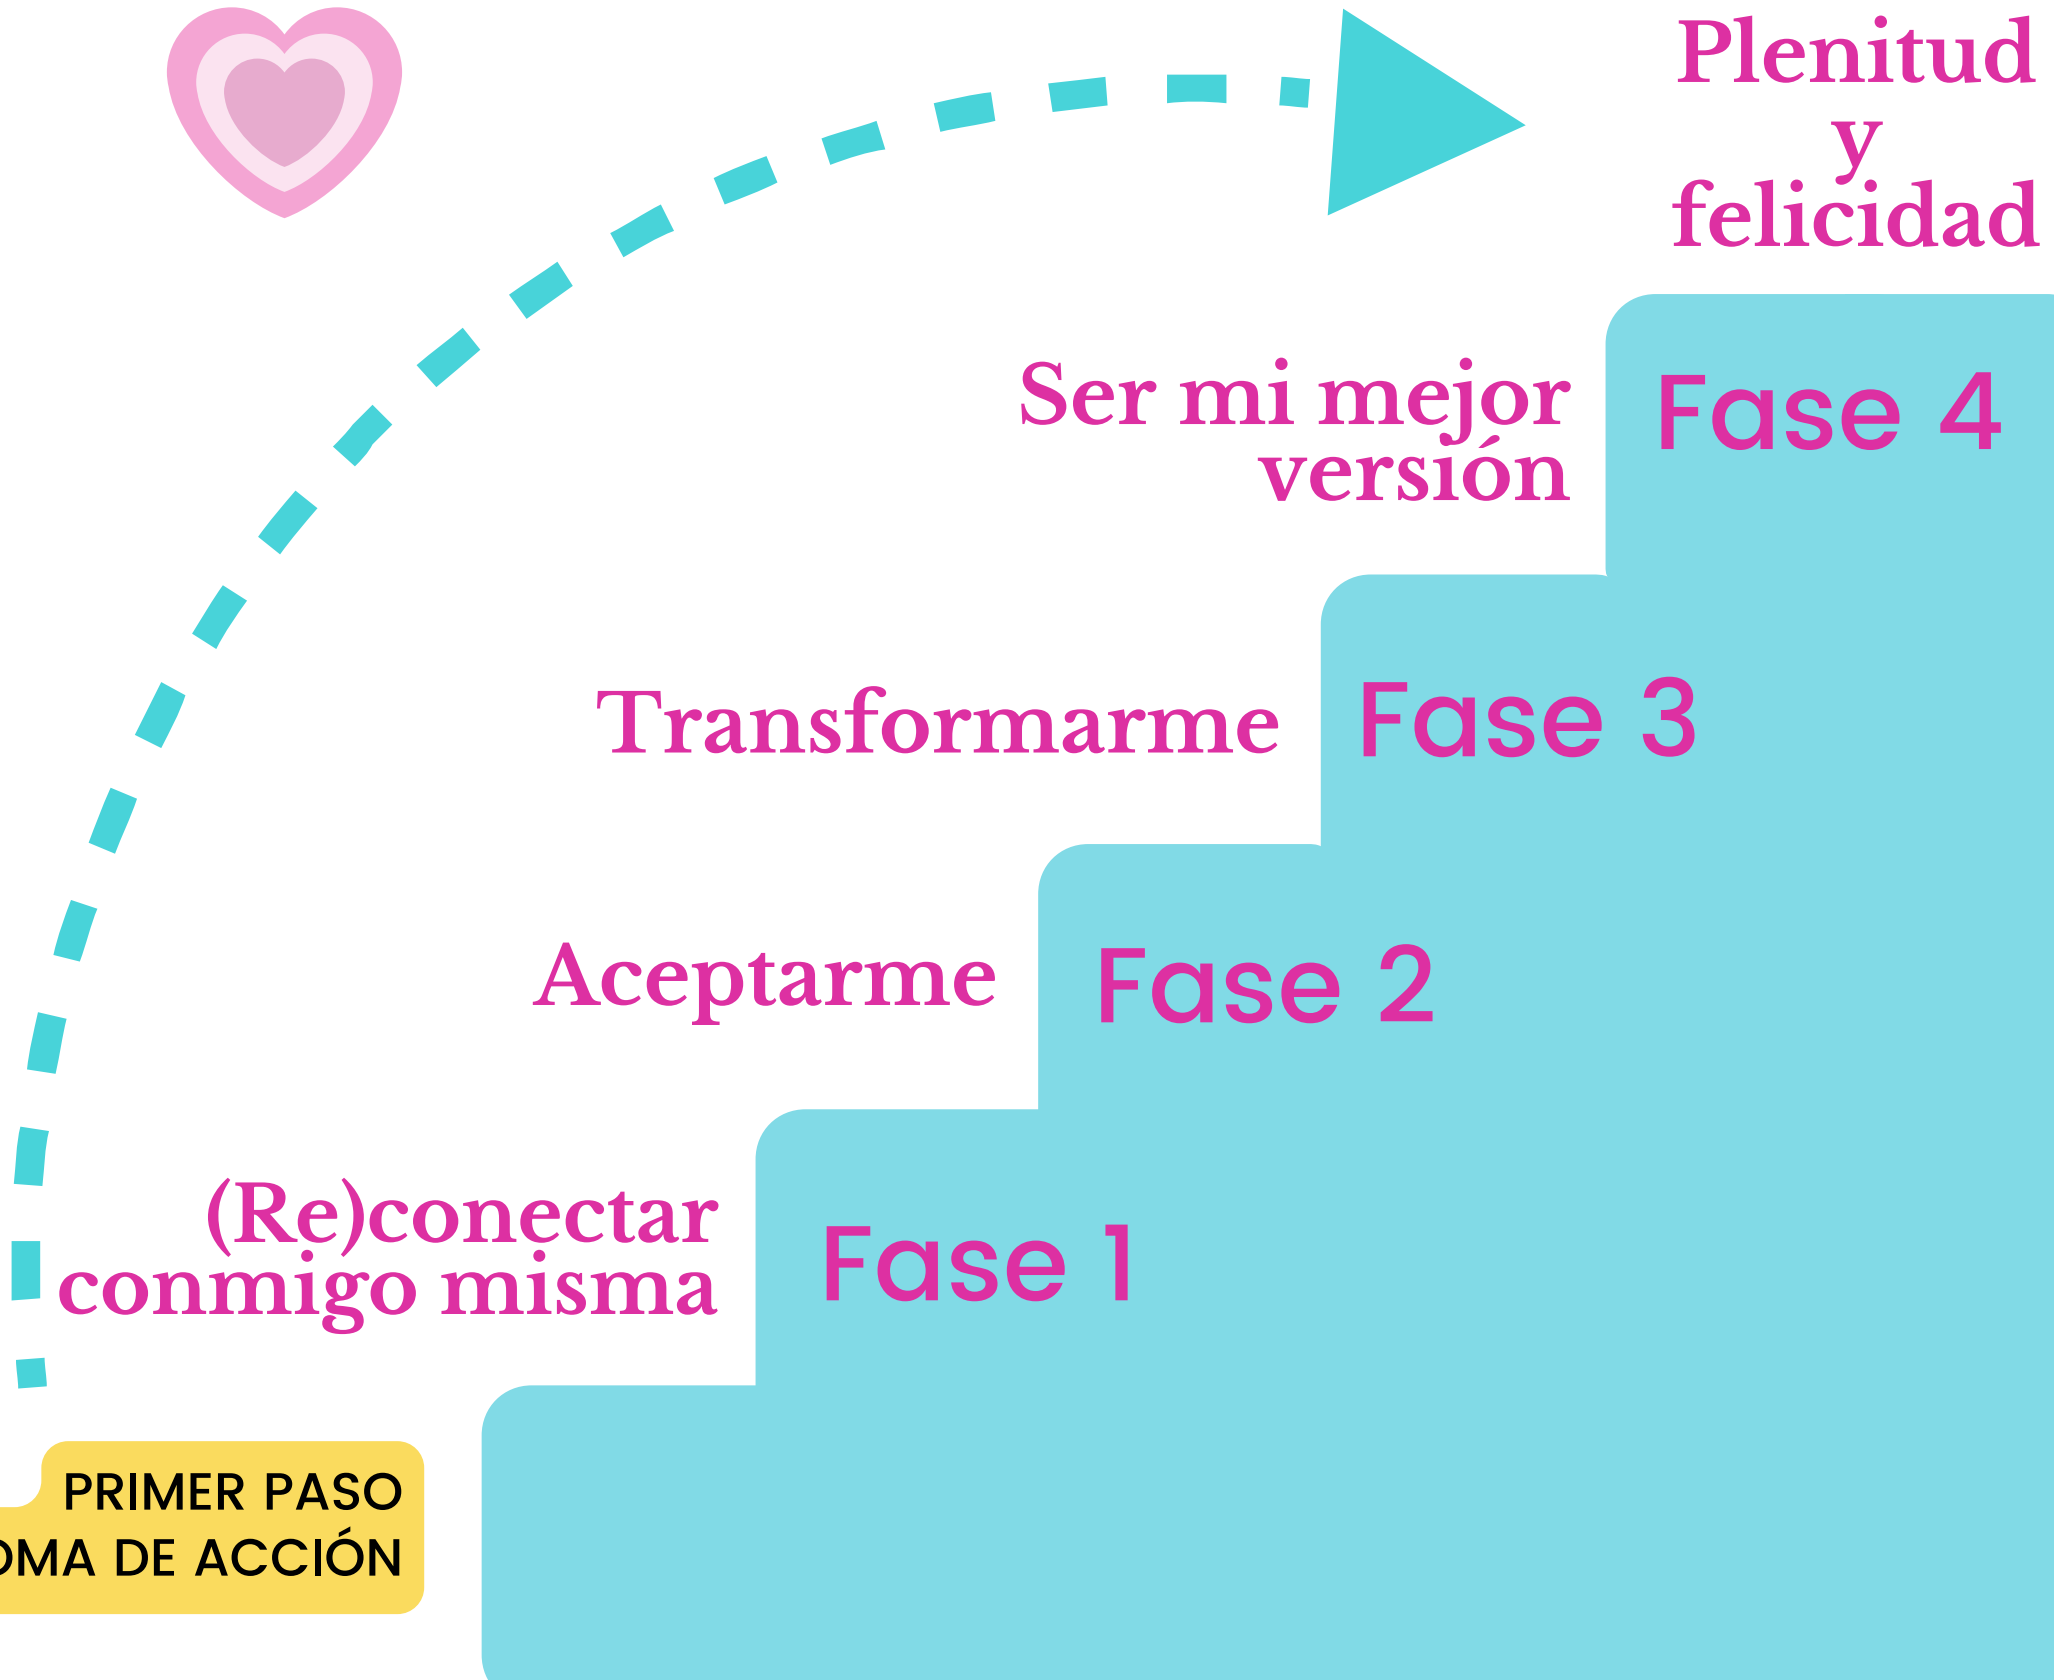 Plenitud
y
felicidad
Ser mi mejor
versión
Fase 4
Transformarme
Fase 3
Aceptarme
Fase 2
(Re)conectar
conmigo misma
Fase 1
PRIMER PASO
DE ACCIÓN